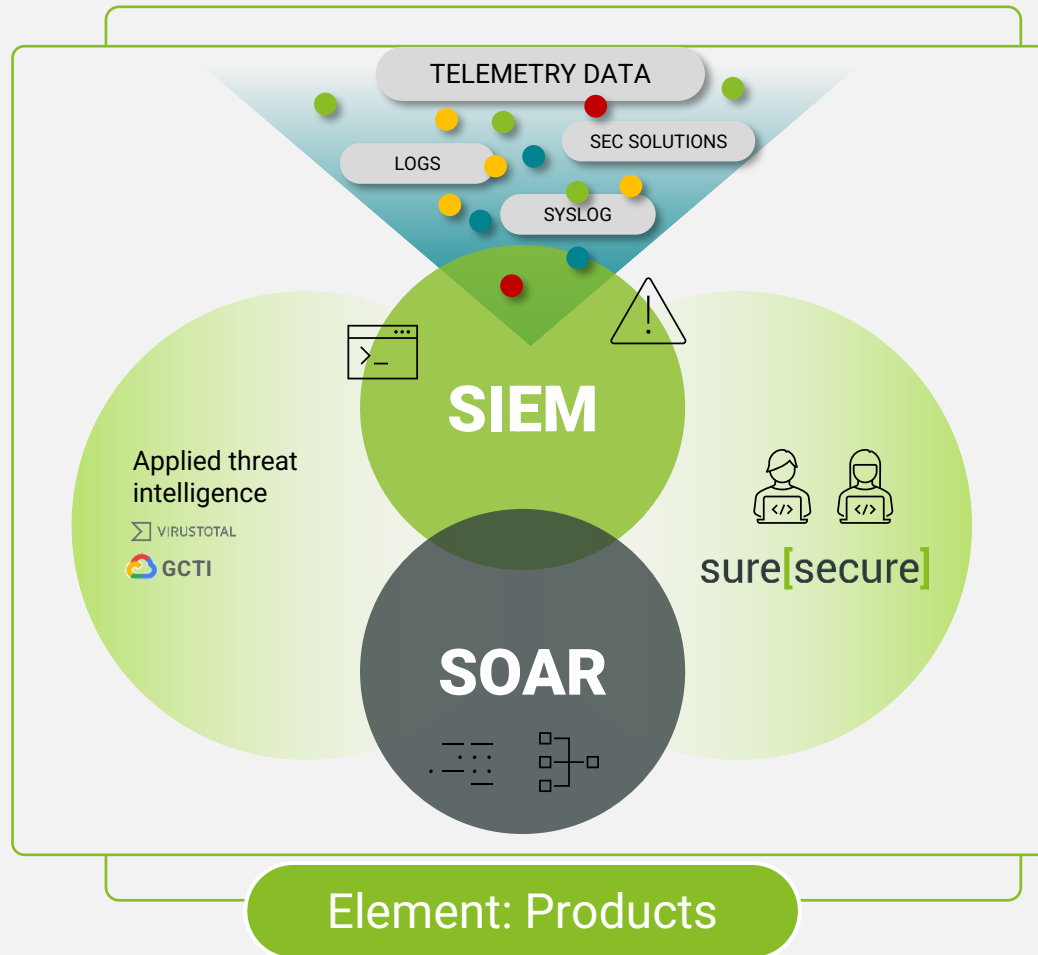 TELEMETRY DATA
SEC SOLUTIONS
LOGS
SYSLOG
SIEM
Applied threat
intelligence
VIRUSTOTAL
GCTI
sure[secure]
SOAR
Element: Products